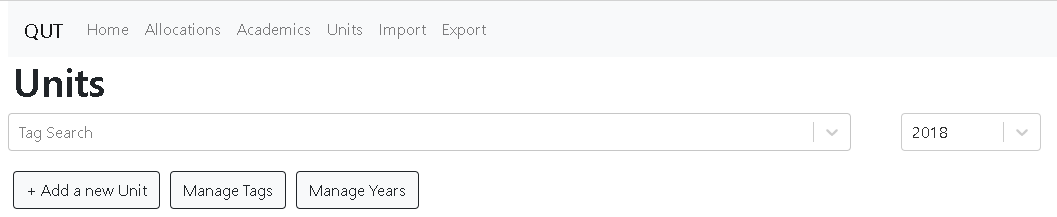 QUT Home Allocations Academics Units Import Export
Units
Tag Search 2018
+ Add a new Unit Manage Tags Manage Years